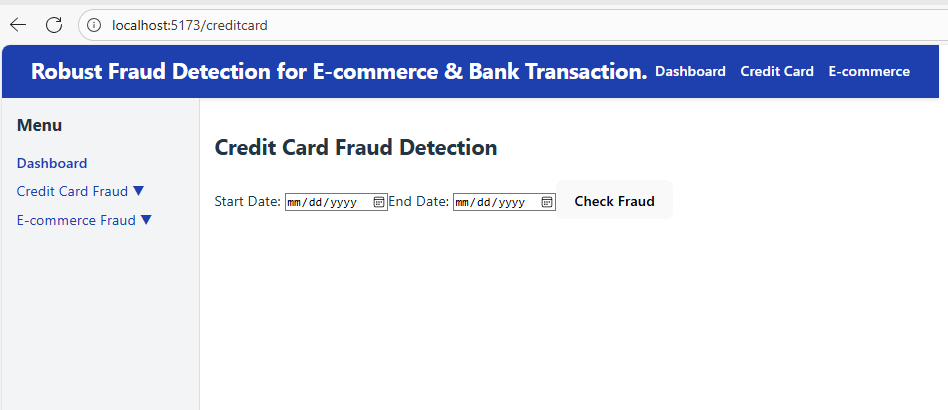 localhost:5173/creditcard
Robust Fraud Detection for E-commerce & Bank Transaction. Dashboard Credit Card E-commerce
Menu
Dashboard
Credit Card Fraud ▼
E-commerce Fraud ▼
Credit Card Fraud Detection
Start Date: mm/dd/yyyy End Date: mm/dd/yyyy Check Fraud